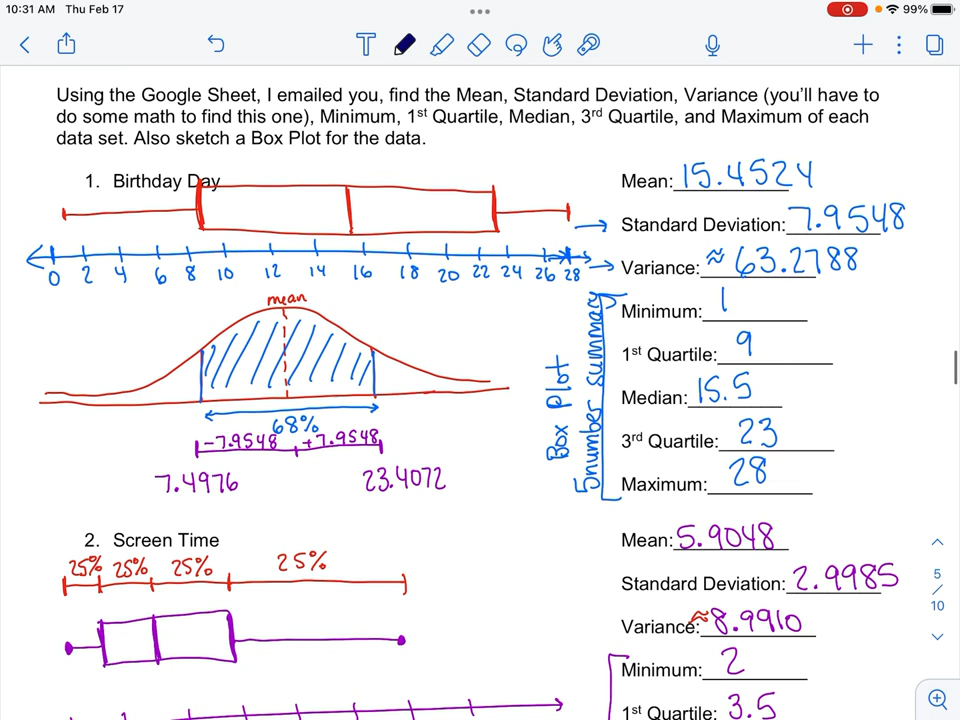 10:31 AM Thu Feb 17
99%
Using the Google Sheet, I emailed you, find the Mean, Standard Deviation, Variance (you'll have to
do some math to find this one), Minimum, 1st Quartile, Median, 3rd Quartile, and Maximum of each
data set. Also sketch a Box Plot for the data.
1. Birthday Day
Mean: 15.4524
→ Standard Deviation: 7.9548
→ Variance: ≈ 63.2788
0 2 4 6 8 10 12 14 16 18 20 22 24 26 28
mean
68%
-7.9548 +7.9548
7.4976 23.4072
Box Plot
5 number summary
Minimum: 1
1st Quartile: 9
Median: 15.5
3rd Quartile: 23
Maximum: 28
2. Screen Time
25% 25% 25% 25%
Mean: 5.9048
Standard Deviation: 2.9985
Variance: ≈ 8.9910
Minimum: 2
1st Quartile: 3.5
5
/
10